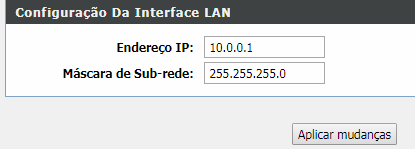 Configuração Da Interface LAN
Endereço IP: 10.0.0.1
Máscara de Sub-rede: 255.255.255.0
Aplicar mudanças